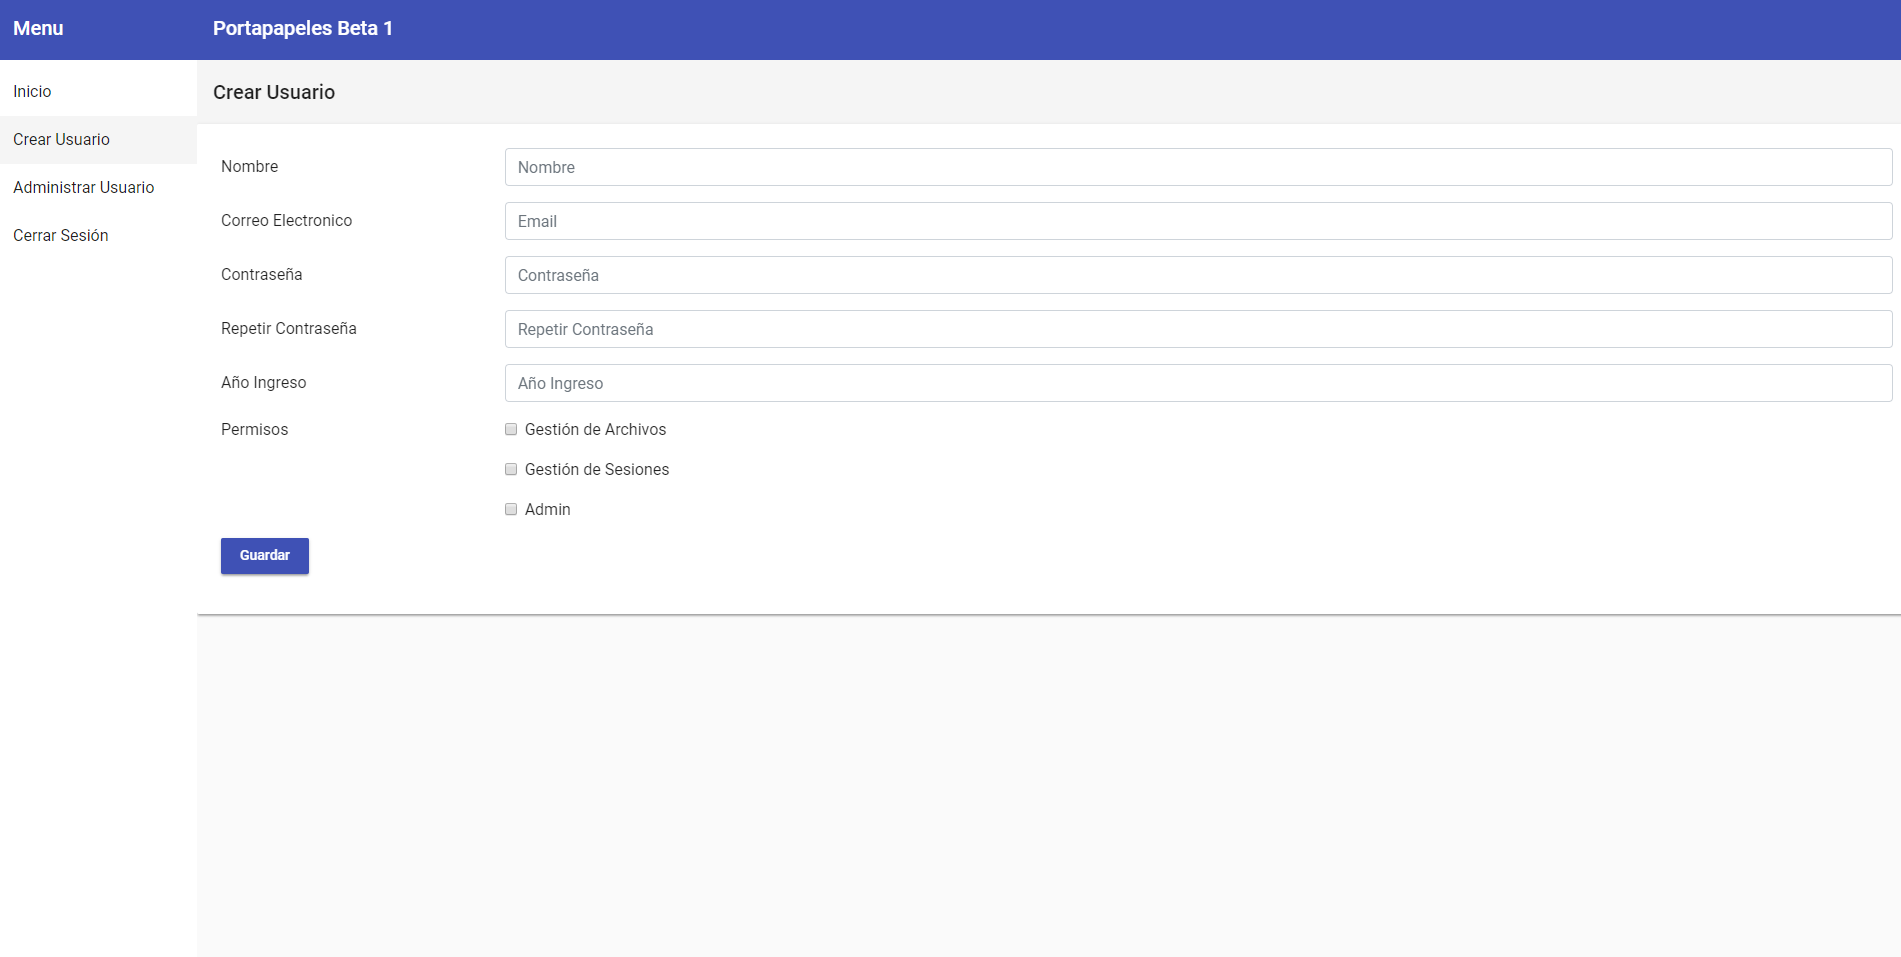 Menu
Portapapeles Beta 1
Inicio
Crear Usuario
Administrar Usuario
Cerrar Sesión
Crear Usuario
Nombre
Nombre
Correo Electronico
Email
Contraseña
Contraseña
Repetir Contraseña
Repetir Contraseña
Año Ingreso
Año Ingreso
Permisos
Gestión de Archivos
Gestión de Sesiones
Admin
Guardar